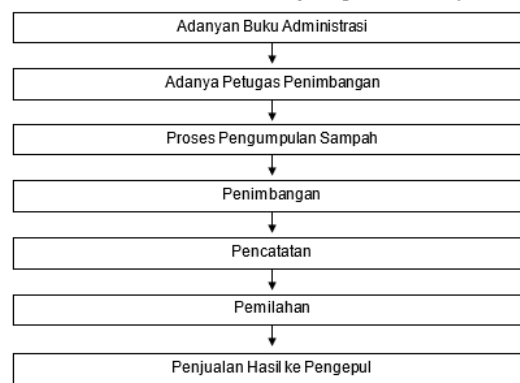 Adanyan Buku Administrasi
Adanya Petugas Penimbangan
Proses Pengumpulan Sampah
Penimbangan
Pencatatan
Pemilahan
Penjualan Hasil ke Pengepul